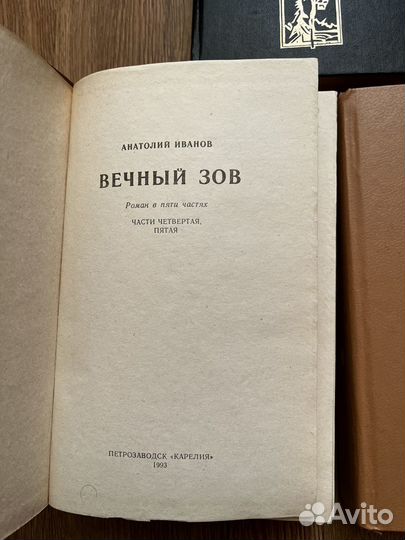 АНАТОЛИЙ ИВАНОВ
ВЕЧНЫЙ ЗОВ
Роман в пяти частях
ЧАСТИ ЧЕТВЕРТАЯ,
ПЯТАЯ
ПЕТРОЗАВОДСК «КАРЕЛИЯ»
1993
Avito